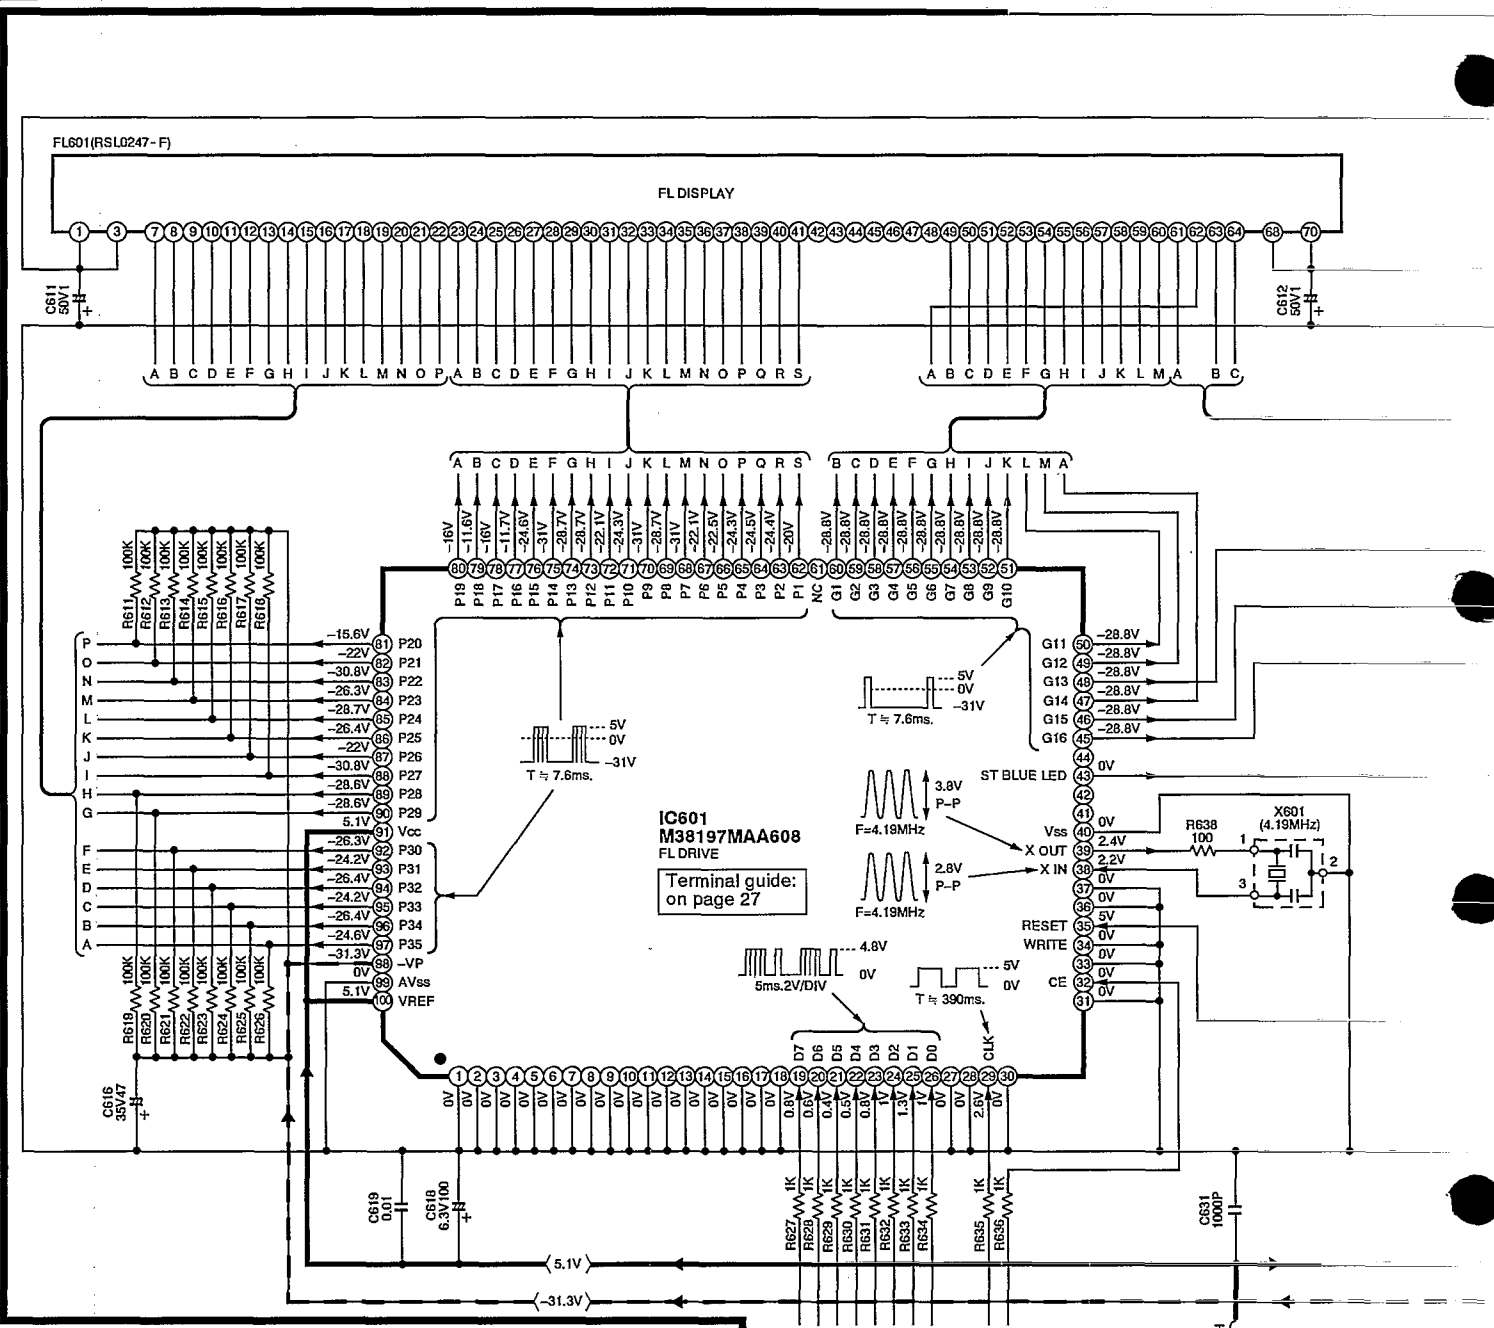 FL601(RSL0247-F)
FL DISPLAY
1 3 7 8 9 10 11 12 13 14 15 16 17 18 19 20 21 22 23 24 25 26 27 28 29 30 31 32 33 34 35 36 37 38 39 40 41 42 43 44 45 46 47 48 49 50 51 52 53 54 55 56 57 58 59 60 61 62 63 64 68 70
C611
50V1
+
C612
50V1
+
A B C D E F G H I J K L M N O P A B C D E F G H I J K L M N O P Q R S A B C D E F G H I J K L M A B C
A B C D E F G H I J K L M N O P Q R S B C D E F G H I J K L M A
-16V -11.6V -16V -11.7V -24.6V -31V -28.7V -28.7V -22.1V -24.3V -31V -28.7V -31V -22.1V -22.5V -24.3V -24.5V -24.4V -20V -28.8V -28.8V -28.8V -28.8V -28.8V -28.8V -28.8V -28.8V -28.8V -28.8V
80 79 78 77 76 75 74 73 72 71 70 69 68 67 66 65 64 63 62 61 60 59 58 57 56 55 54 53 52 51
P19 P18 P17 P16 P15 P14 P13 P12 P11 P10 P9 P8 P7 P6 P5 P4 P3 P2 P1 NC G1 G2 G3 G4 G5 G6 G7 G8 G9 G10
100K 100K 100K 100K 100K 100K 100K 100K
R611 R612 R613 R614 R615 R616 R617 R618
P -15.6V 81 P20
O -22V 82 P21
N -30.8V 83 P22
M -26.3V 84 P23
L -28.7V 85 P24
K -26.4V 86 P25
J -22V 87 P26
I -30.8V 88 P27
H -28.6V 89 P28
G -28.6V 90 P29
5.1V 91 Vcc
F -26.3V 92 P30
E -24.2V 93 P31
D -26.4V 94 P32
C -24.2V 95 P33
B -26.4V 96 P34
A -24.6V 97 P35
-31.3V 98 -VP
0V 99 AVss
5.1V 100 VREF
100K 100K 100K 100K 100K 100K 100K 100K
R619 R620 R621 R622 R623 R624 R625 R626
C616
35V47
+
5V
0V
-31V
T ≒ 7.6ms.
5V
0V
-31V
T ≒ 7.6ms.
G11 50 -28.8V
G12 49 -28.8V
G13 48 -28.8V
G14 47 -28.8V
G15 46 -28.8V
G16 45 -28.8V
44
ST BLUE LED 43 0V
42
41
Vss 40 0V
X OUT 39 2.4V
X IN 38 2.2V
37 0V
36 0V
RESET 35 5V
WRITE 34 0V
33 0V
CE 32 0V
31 0V
3.8V
P-P
F=4.19MHz
2.8V
P-P
F=4.19MHz
R638
100
X601
(4.19MHz)
1
2
3
IC601
M38197MAA608
FL DRIVE
Terminal guide:
on page 27
4.8V
0V
5ms.2V/DIV
5V
0V
T ≒ 390ms.
D7 D6 D5 D4 D3 D2 D1 D0 CLK
1 2 3 4 5 6 7 8 9 10 11 12 13 14 15 16 17 18 19 20 21 22 23 24 25 26 27 28 29 30
0V 0V 0V 0V 0V 0V 0V 0V 0V 0V 0V 0V 0V 0V 0V 0V 0V 0V 0.8V 0.6V 0.4V 0.5V 0.8V 1V 1.3V 1V 0V 0V 2.6V 0V
C619
0.01
C618
6.3V100
+
1K 1K 1K 1K 1K 1K 1K 1K 1K 1K
R627 R628 R629 R630 R631 R632 R633 R634 R635 R636
C631
1000P
5.1V
-31.3V